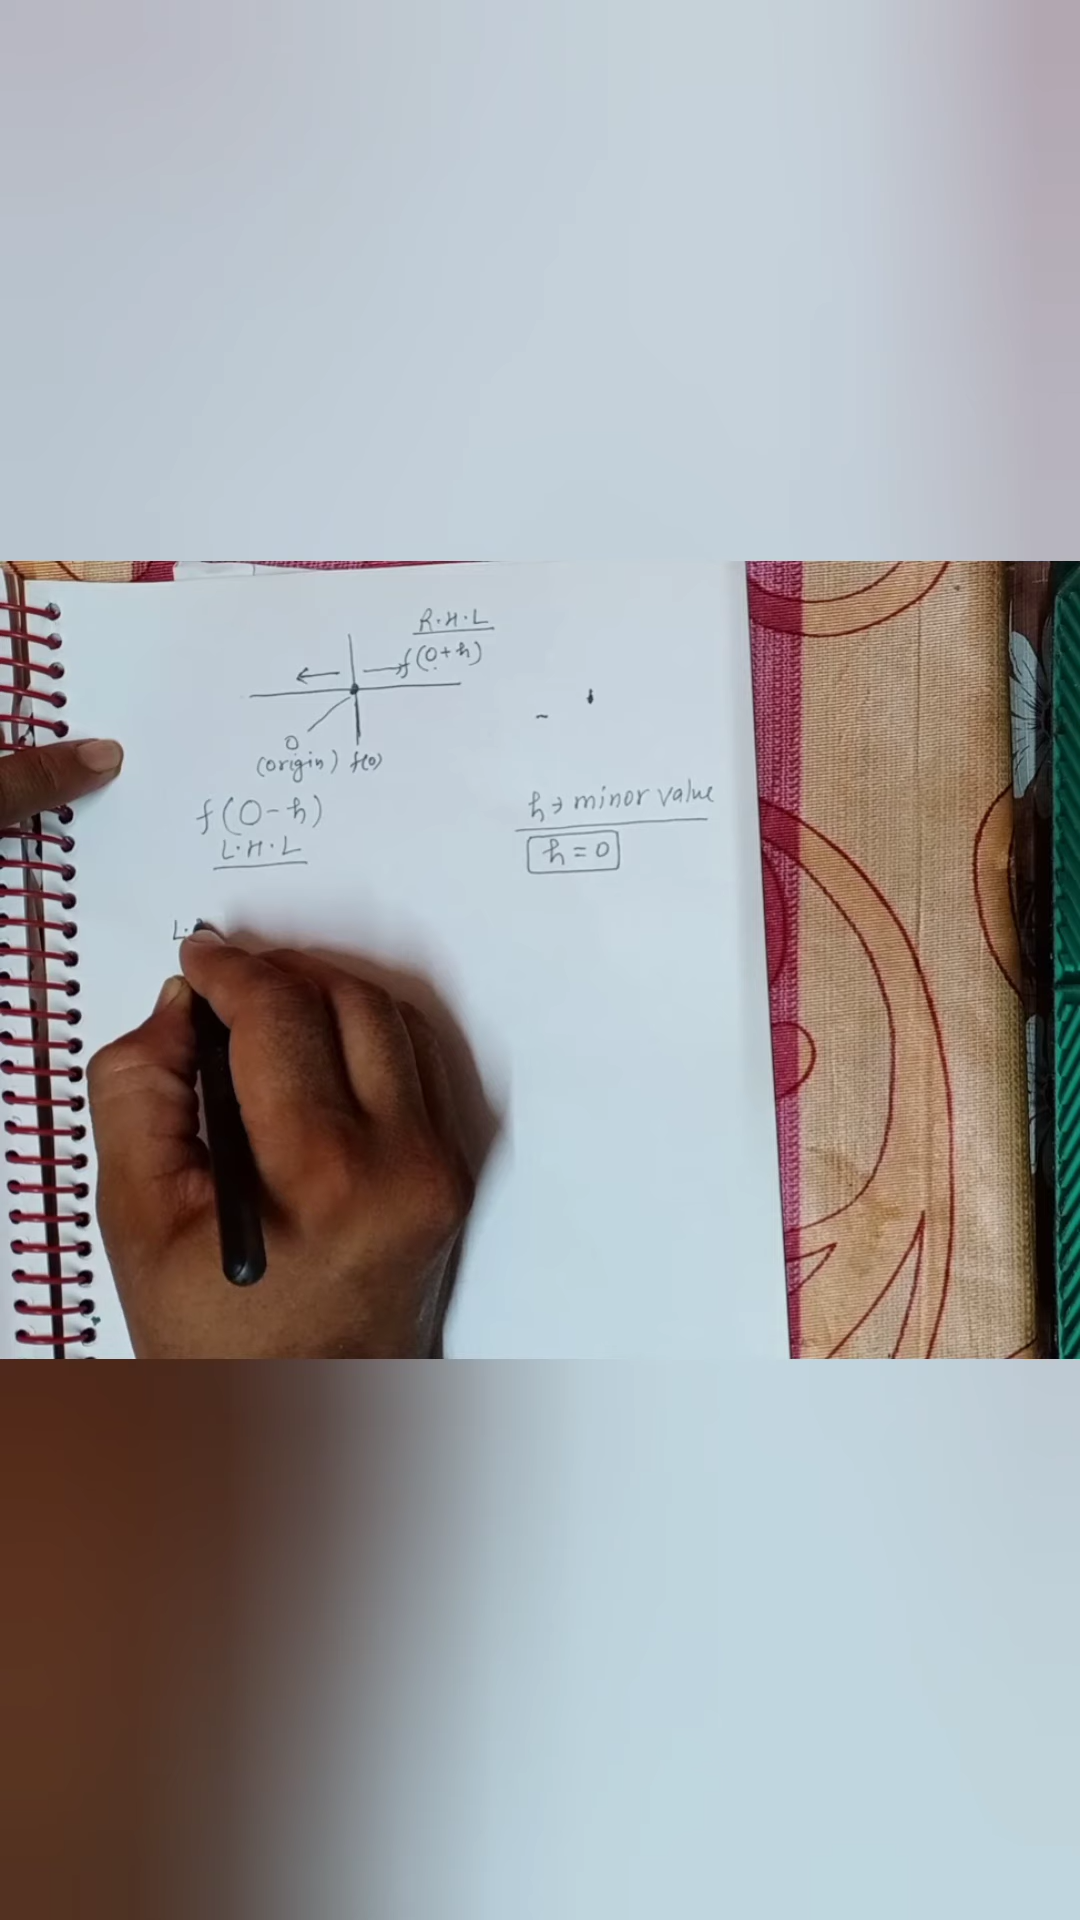 R.H.L
f(0+h)
0
(origin) f(0)
f(0-h)
L.H.L
h→minor value
h=0
L.